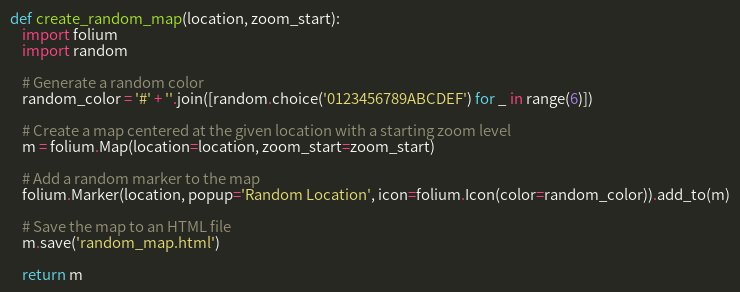 def create_random_map(location, zoom_start):
import folium
import random
# Generate a random color
random_color = '#' + ''.join([random.choice('0123456789ABCDEF') for _ in range(6)])
# Create a map centered at the given location with a starting zoom level
m = folium.Map(location=location, zoom_start=zoom_start)
# Add a random marker to the map
folium.Marker(location, popup='Random Location', icon=folium.Icon(color=random_color)).add_to(m)
# Save the map to an HTML file
m.save('random_map.html')
return m